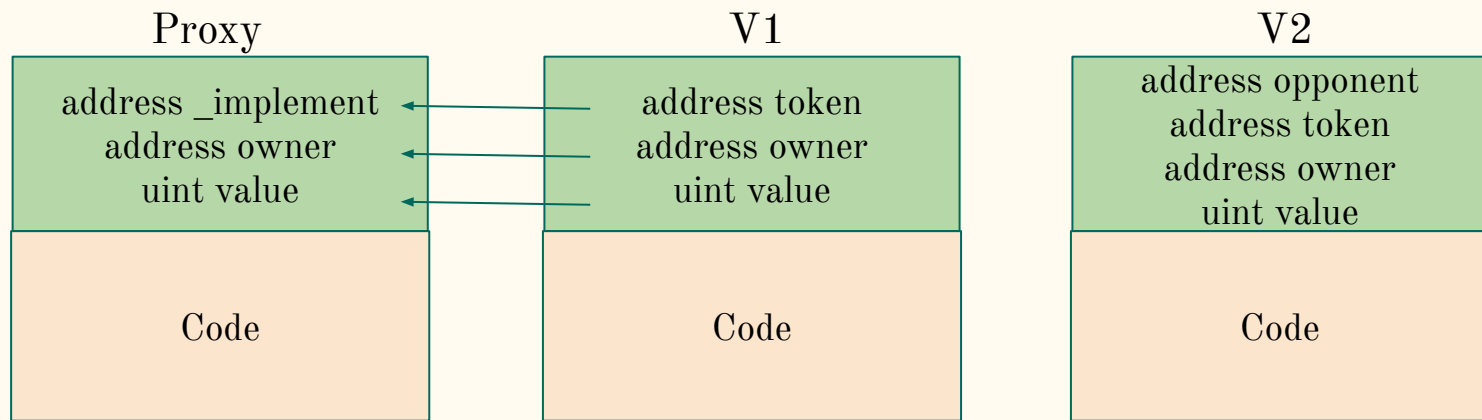 Proxy
address _implement
address owner
uint value
Code
V1
address token
address owner
uint value
Code
V2
address opponent
address token
address owner
uint value
Code